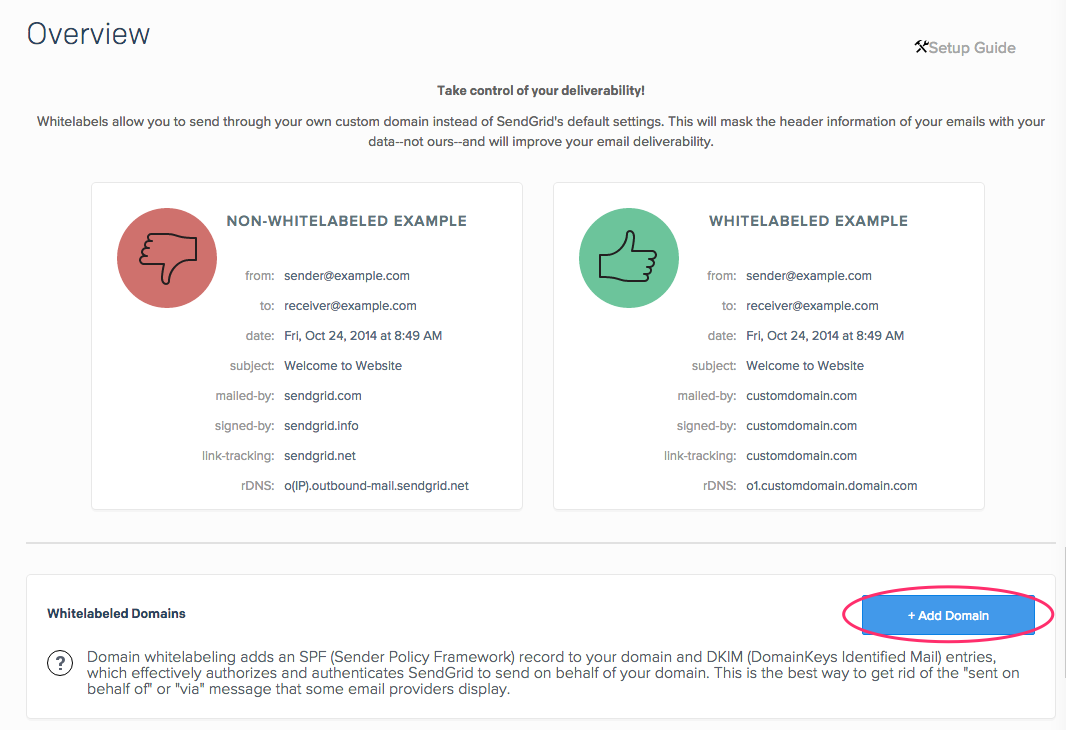 Overview
Setup Guide
Take control of your deliverability!
Whitelabels allow you to send through your own custom domain instead of SendGrid's default settings. This will mask the header information of your emails with your
data--not ours--and will improve your email deliverability.
NON-WHITELABELED EXAMPLE
from: sender@example.com
to: receiver@example.com
date: Fri, Oct 24, 2014 at 8:49 AM
subject: Welcome to Website
mailed-by: sendgrid.com
signed-by: sendgrid.info
link-tracking: sendgrid.net
rDNS: o(IP).outbound-mail.sendgrid.net
WHITELABELED EXAMPLE
from: sender@example.com
to: receiver@example.com
date: Fri, Oct 24, 2014 at 8:49 AM
subject: Welcome to Website
mailed-by: customdomain.com
signed-by: customdomain.com
link-tracking: customdomain.com
rDNS: o1.customdomain.domain.com
Whitelabeled Domains
+ Add Domain
?
Domain whitelabeling adds an SPF (Sender Policy Framework) record to your domain and DKIM (DomainKeys Identified Mail) entries,
which effectively authorizes and authenticates SendGrid to send on behalf of your domain. This is the best way to get rid of the "sent on
behalf of" or "via" message that some email providers display.